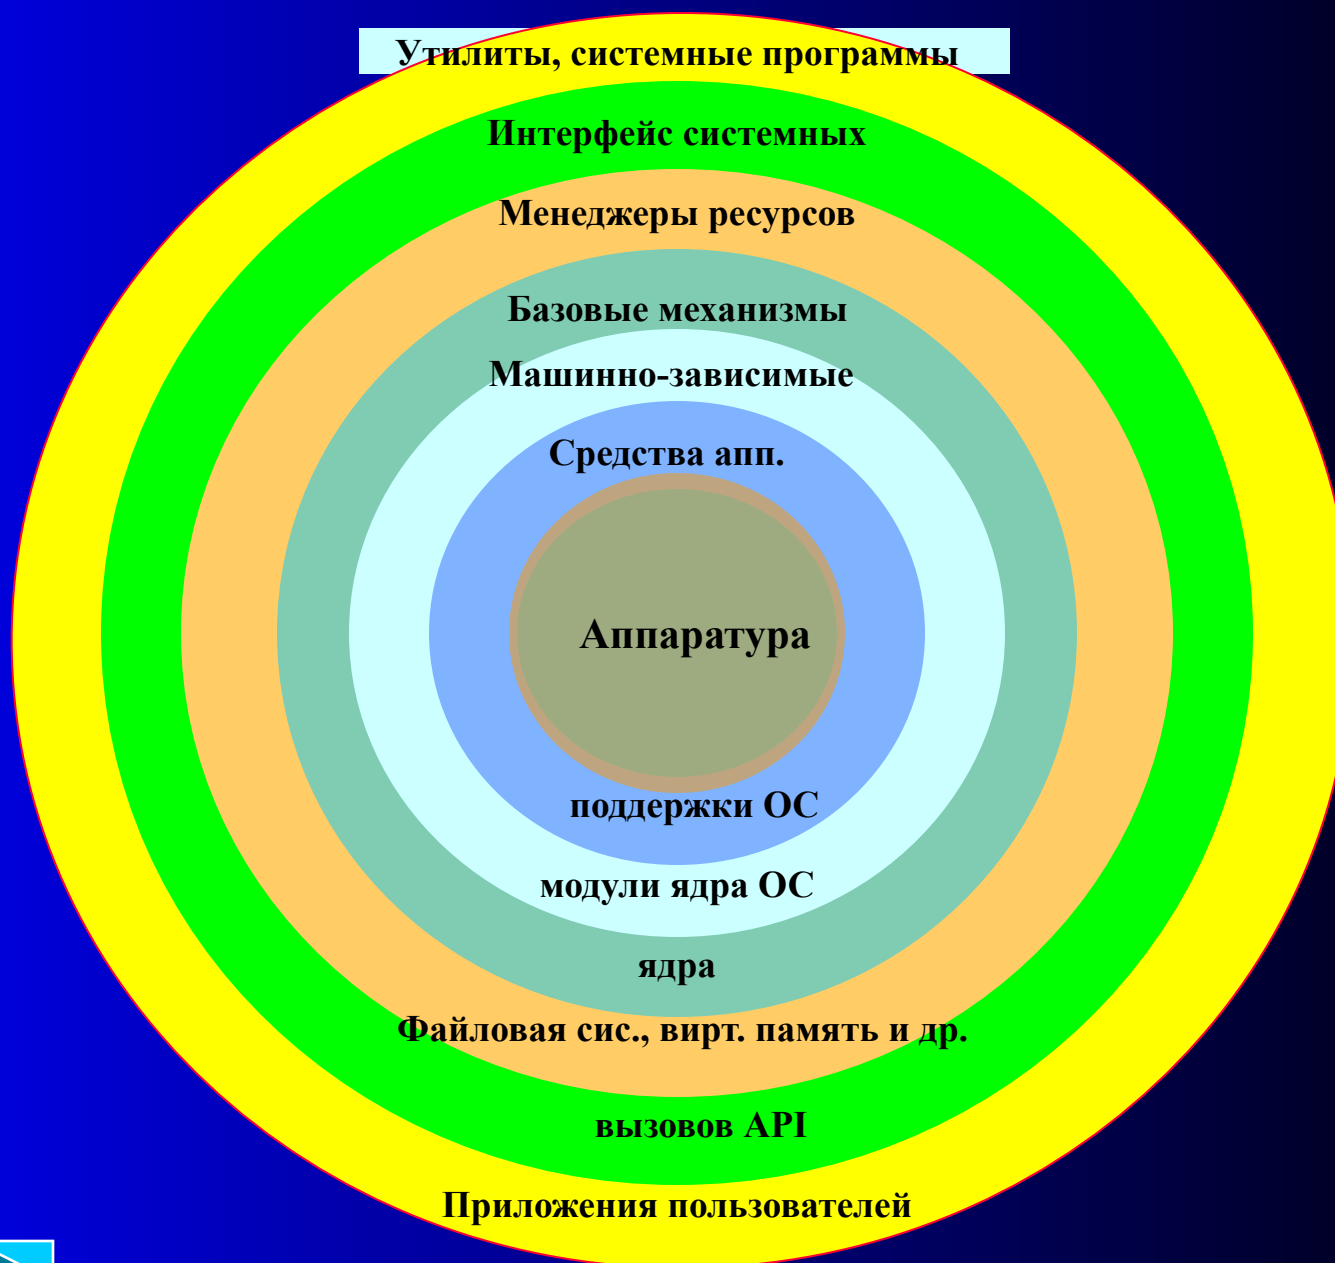 Утилиты, системные программы
Интерфейс системных
Менеджеры ресурсов
Базовые механизмы
Машинно-зависимые
Средства апп.
Аппаратура
поддержки ОС
модули ядра ОС
ядра
Файловая сис., вирт. память и др.
вызовов API
Приложения пользователей